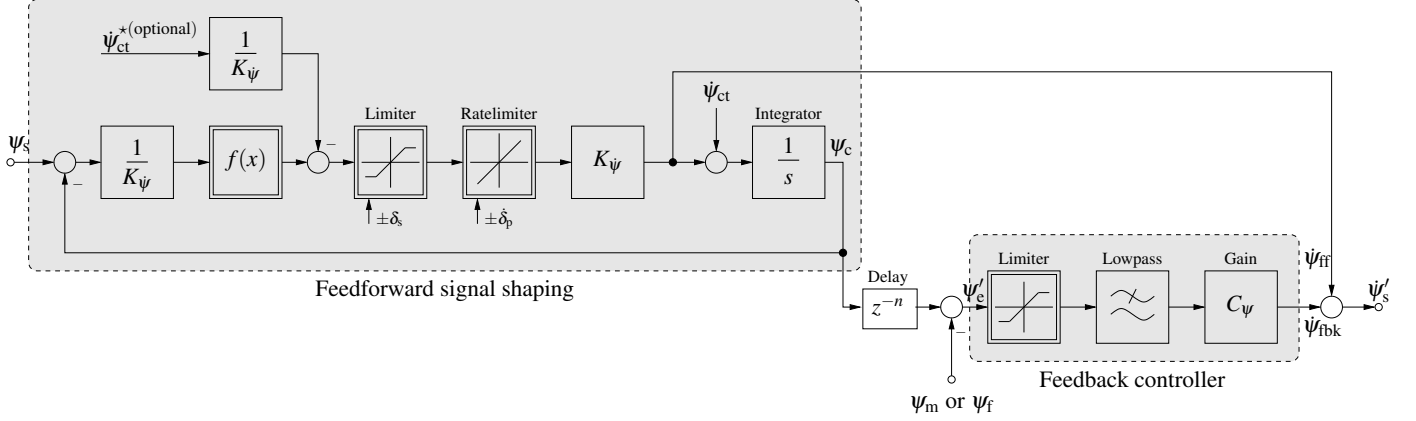 ψ̇ct⋆(optional)
1
Kψ̇
ψs
−
1
Kψ̇
f(x)
−
Limiter
±δs
Ratelimiter
±δ̇p
Kψ̇
ψ̇ct
Integrator
1
s
ψc
Feedforward signal shaping
Delay
z−n
−
ψm or ψf
ψ′e
Limiter
Lowpass
Gain
Cψ
ψ̇ff
ψ̇fbk
ψ̇′s
Feedback controller